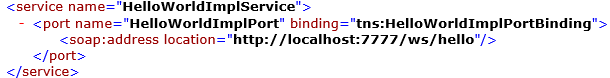 <service name="HelloWorldImplService">
- <port name="HelloWorldImplPort" binding="tns:HelloWorldImplPortBinding">
<soap:address location="http://localhost:7777/ws/hello"/>
</port>
</service>